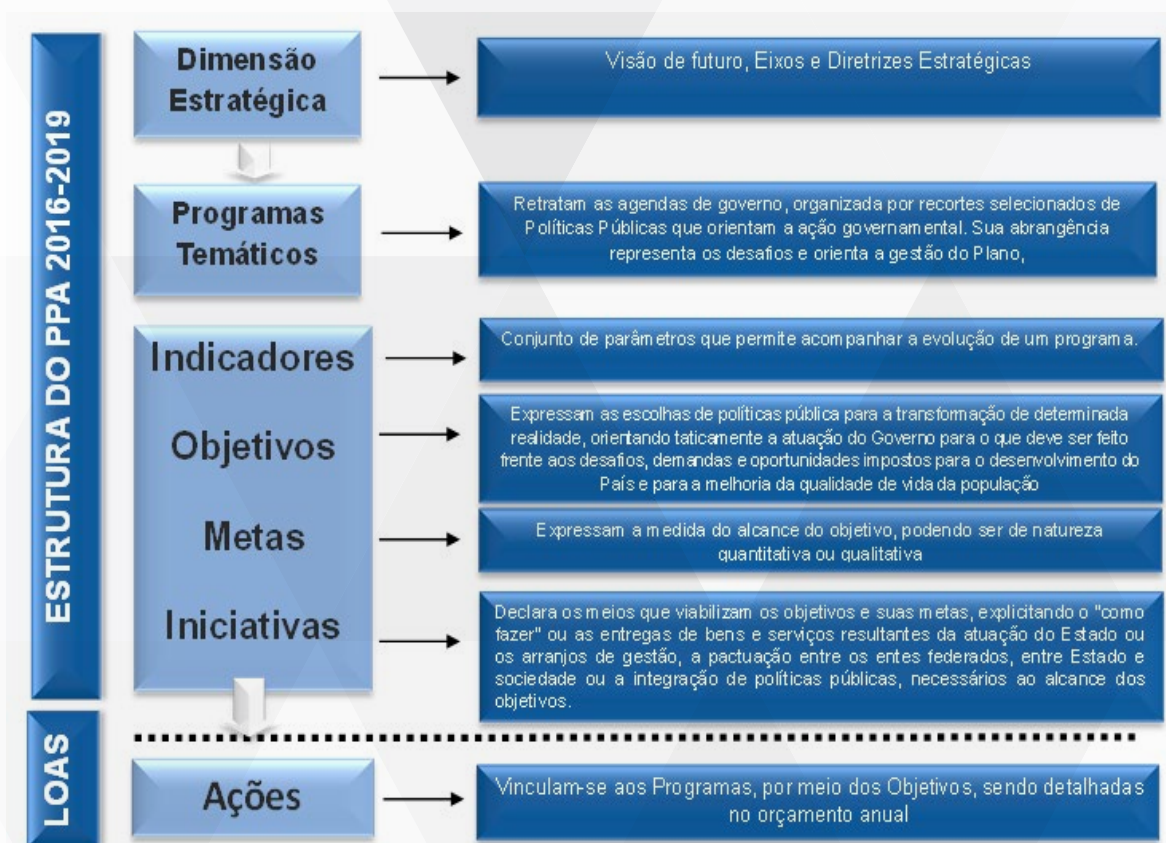 ESTRUTURA DO PPA 2016-2019
Dimensão
Estratégica
Visão de futuro, Eixos e Diretrizes Estratégicas
Programas
Temáticos
Retratam as agendas de governo, organizada por recortes selecionados de
Políticas Públicas que orientam a ação governamental. Sua abrangência
representa os desafios e orienta a gestão do Plano,
Indicadores
Conjunto de parâmetros que permite acompanhar a evolução de um programa.
Objetivos
Expressam as escolhas de políticas pública para a transformação de determinada
realidade, orientando taticamente a atuação do Governo para o que deve ser feito
frente aos desafios, demandas e oportunidades impostos para o desenvolvimento do
País e para a melhoria da qualidade de vida da população
Metas
Expressam a medida do alcance do objetivo, podendo ser de natureza
quantitativa ou qualitativa
Iniciativas
Declara os meios que viabilizam os objetivos e suas metas, explicitando o "como
fazer" ou as entregas de bens e serviços resultantes da atuação do Estado ou
os arranjos de gestão, a pactuação entre os entes federados, entre Estado e
sociedade ou a integração de políticas públicas, necessários ao alcance dos
objetivos.
LOAS
Ações
Vinculam-se aos Programas, por meio dos Objetivos, sendo detalhadas
no orçamento anual